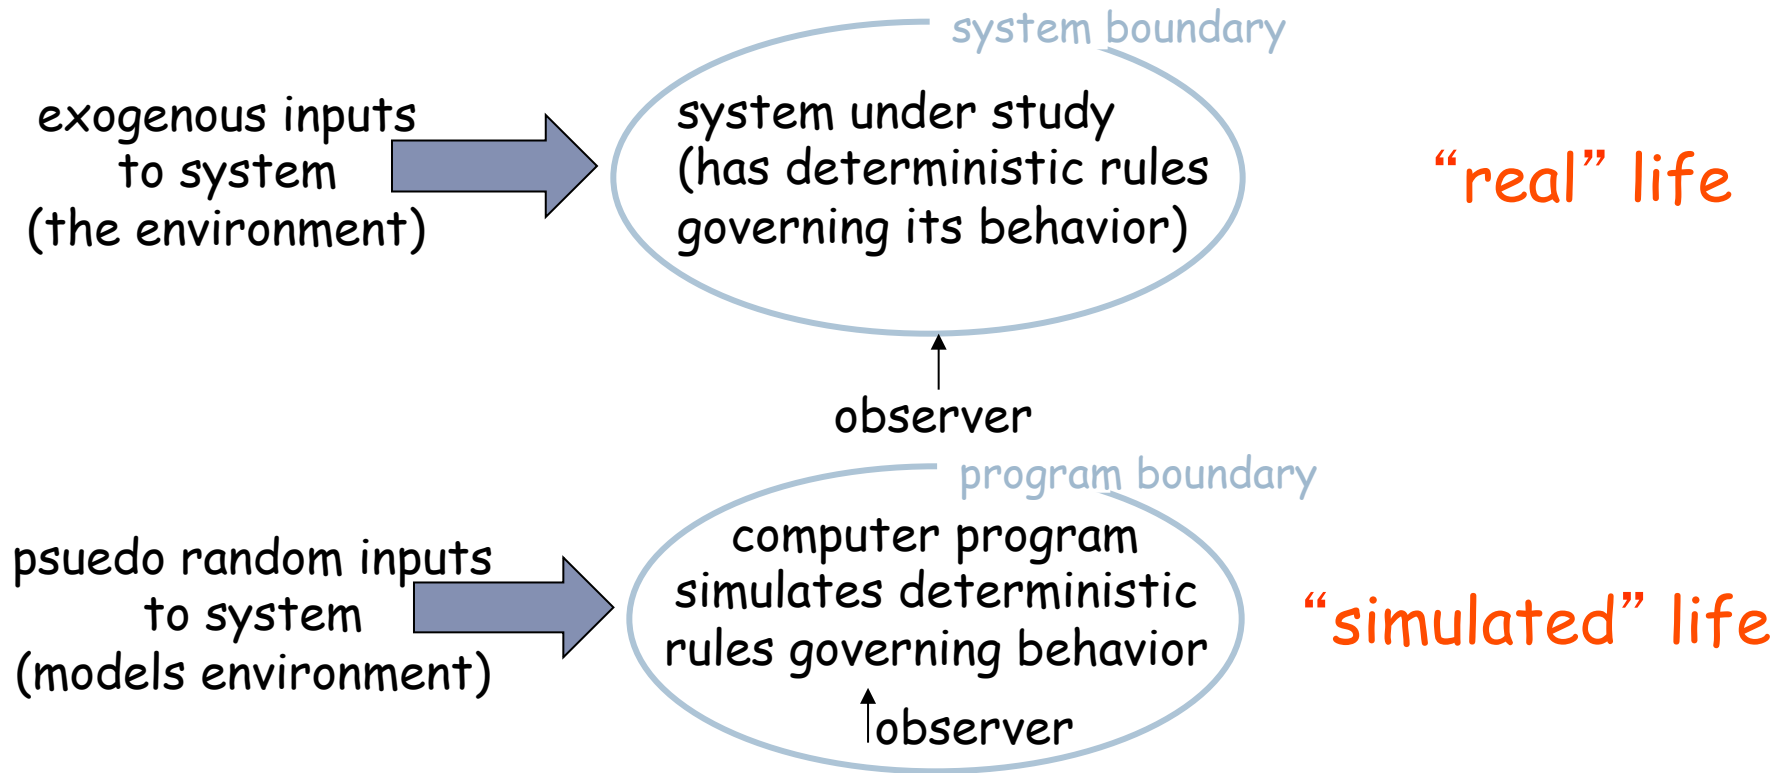 system boundary
exogenous inputs
to system
(the environment)
system under study
(has deterministic rules
governing its behavior)
“real” life
observer
program boundary
psuedo random inputs
to system
(models environment)
computer program
simulates deterministic
rules governing behavior
observer
“simulated” life